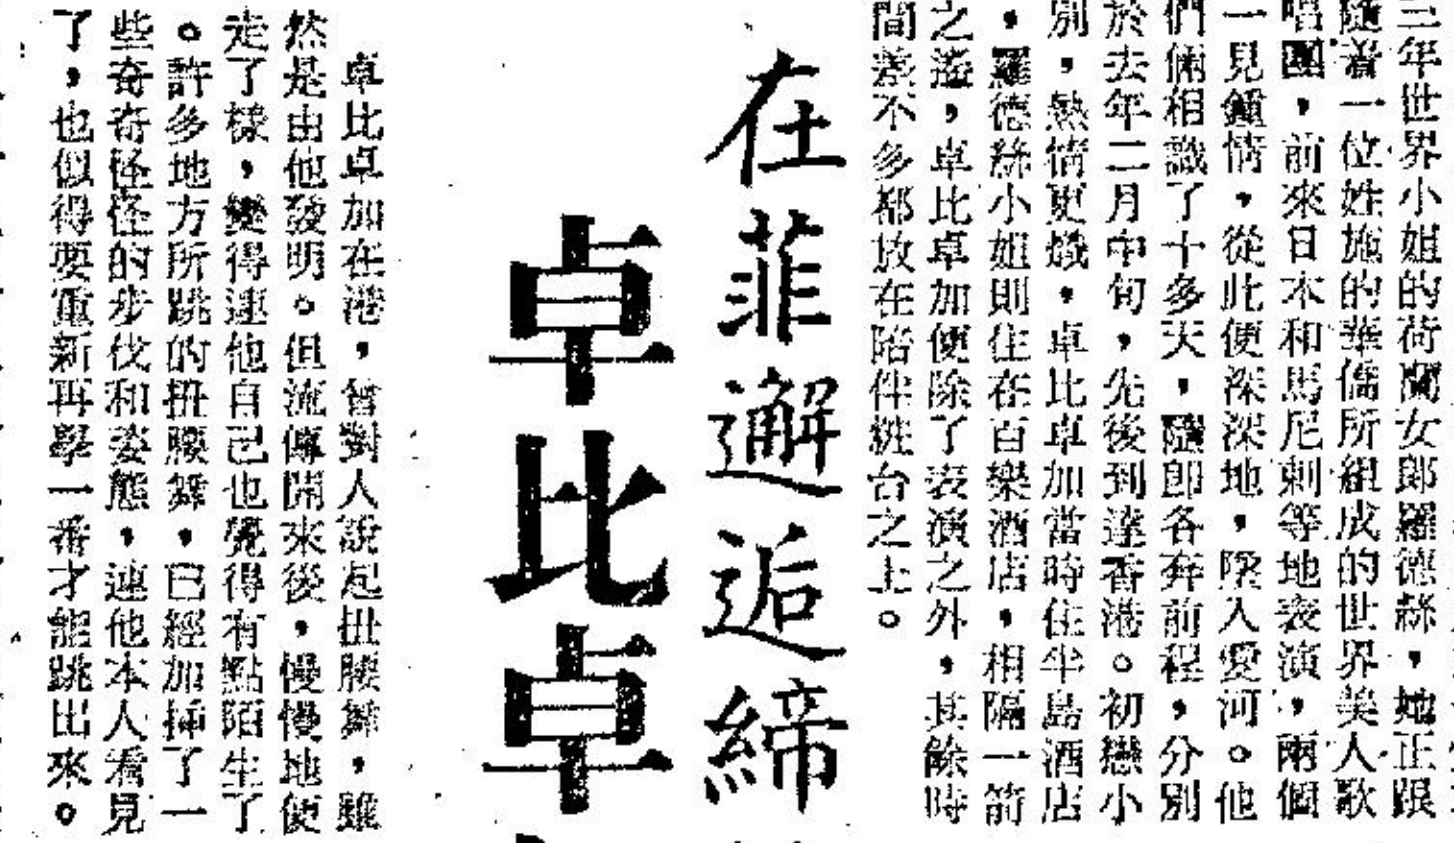 三年世界小姐的荷蘭女郎羅德絲，她正跟
隨着一位姓施的華僑所組成的世界美人歌
唱團，前來日本和馬尼剌等地表演，兩個
一見鍾情，從此便深深地，墜入愛河。他
們倆相識了十多天，隨即各奔前程，分別
於去年二月中旬，先後到達香港。初戀小
別，熱情更熾，卓比卓加當時住半島酒店
，羅德絲小姐則住在百樂酒店，相隔一箭
之遙，卓比卓加便除了表演之外，其餘時
間差不多都放在陪伴粧台之上。
在菲邂逅締
卓比卓
卓比卓加在港，曾對人說起扭腰舞，雖
然是由他發明。但流傳開來後，慢慢地便
走了樣，變得連他自己也覺得有點陌生了
。許多地方所跳的扭腰舞，已經加揷了一
些奇奇怪怪的步伐和姿態，連他本人看見
了，也似得要重新再學一番才能跳出來。